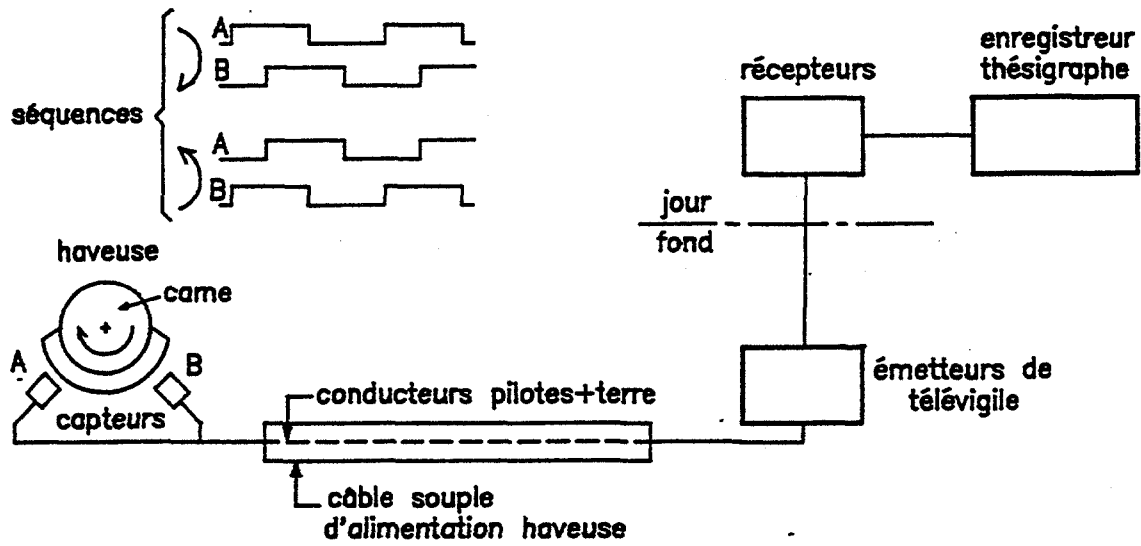 A
B
séquences
A
B
récepteurs
enregistreur
thésigraphe
jour
fond
haveuse
came
A
B
capteurs
conducteurs pilotes+terre
émetteurs de
télévigile
câble souple
d'alimentation haveuse